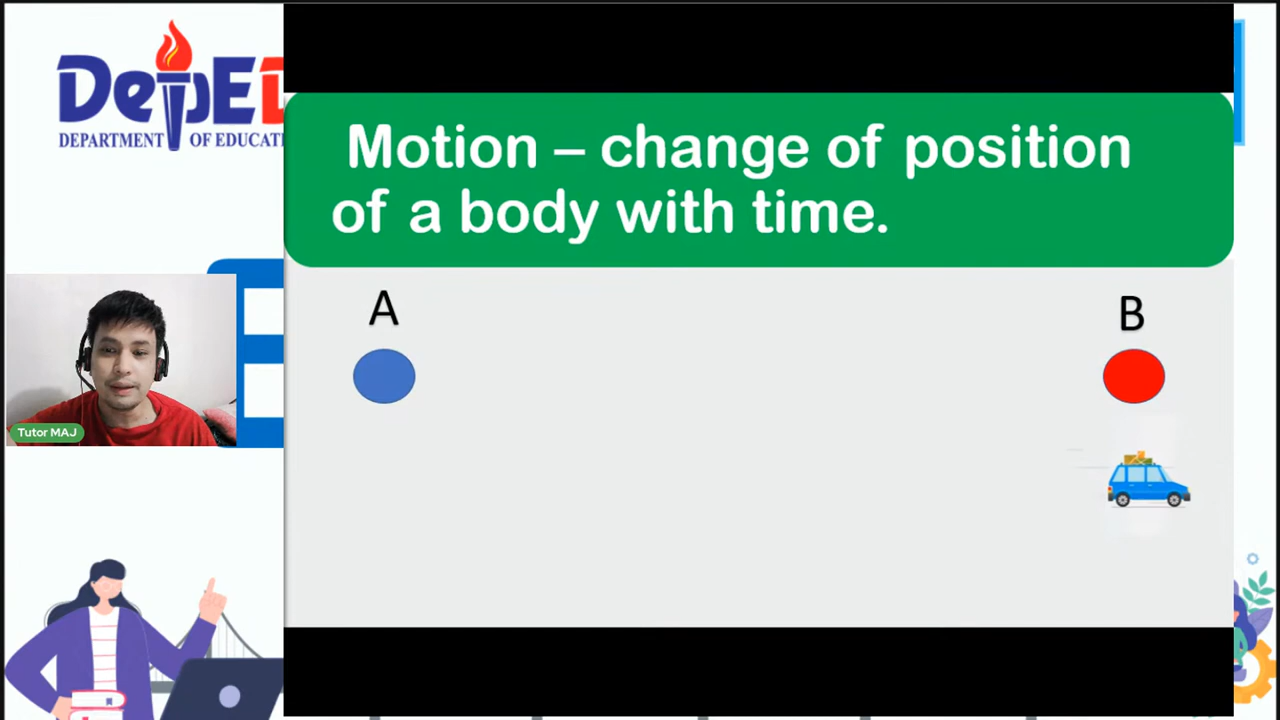 DepED
DEPARTMENT OF EDUCATI
Motion – change of position
of a body with time.
A
B
Tutor MAJ